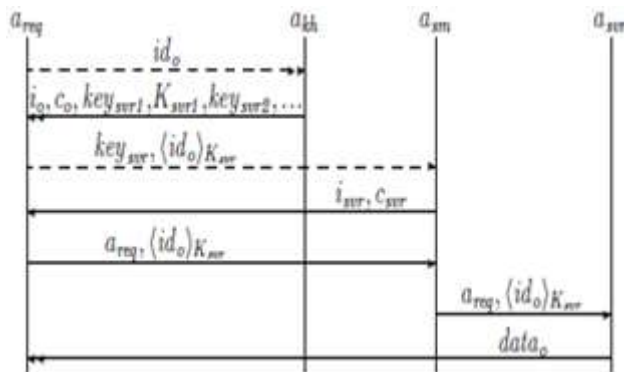 a_req a_kh a_sm a_svr
id_o
i_o, c_o, key_svr1, K_svr1, key_svr2, ...
key_svr, ⟨id_o⟩_K_svr
i_svr, c_svr
a_req, ⟨id_o⟩_K_svr
a_req, ⟨id_o⟩_K_svr
data_o